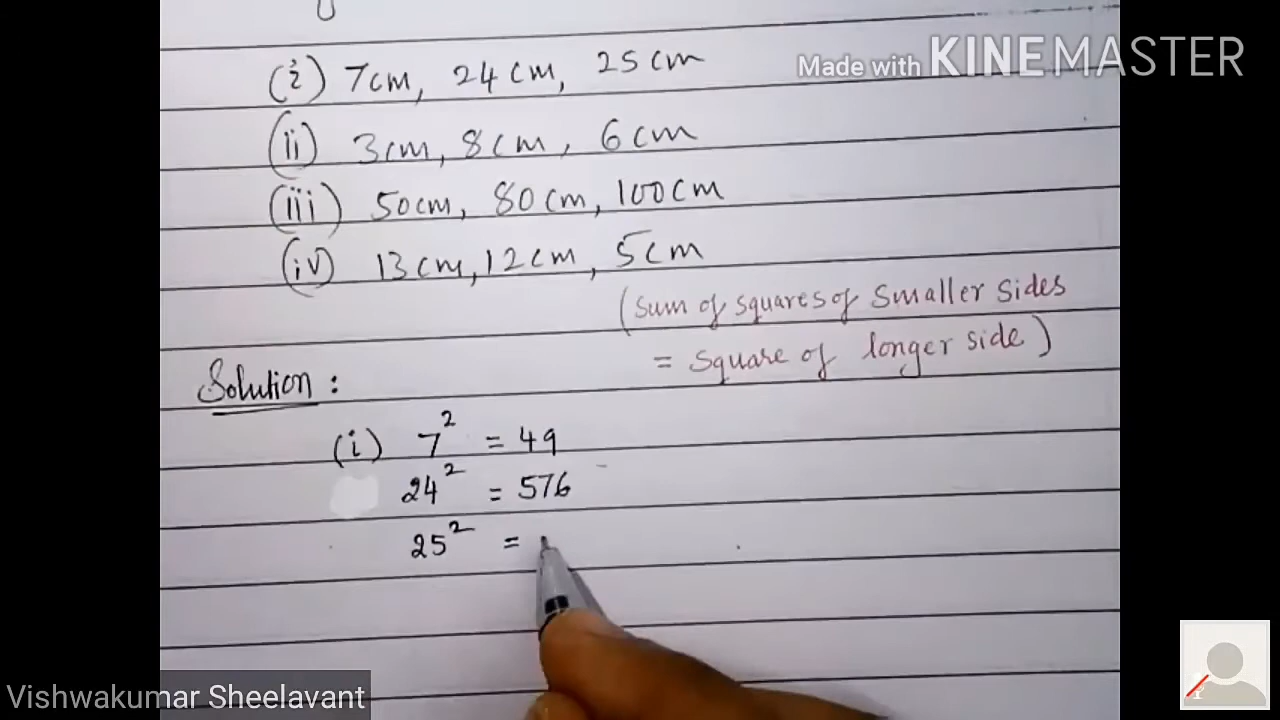 Made with KINEMASTER
(i) 7cm, 24cm, 25cm
(ii) 3cm, 8cm, 6cm
(iii) 50cm, 80cm, 100cm
(iv) 13cm, 12cm, 5cm
(sum of squares of smaller sides
= square of longer side)
Solution :
(i) 7² = 49
24² = 576
25² =
Vishwakumar Sheelavant